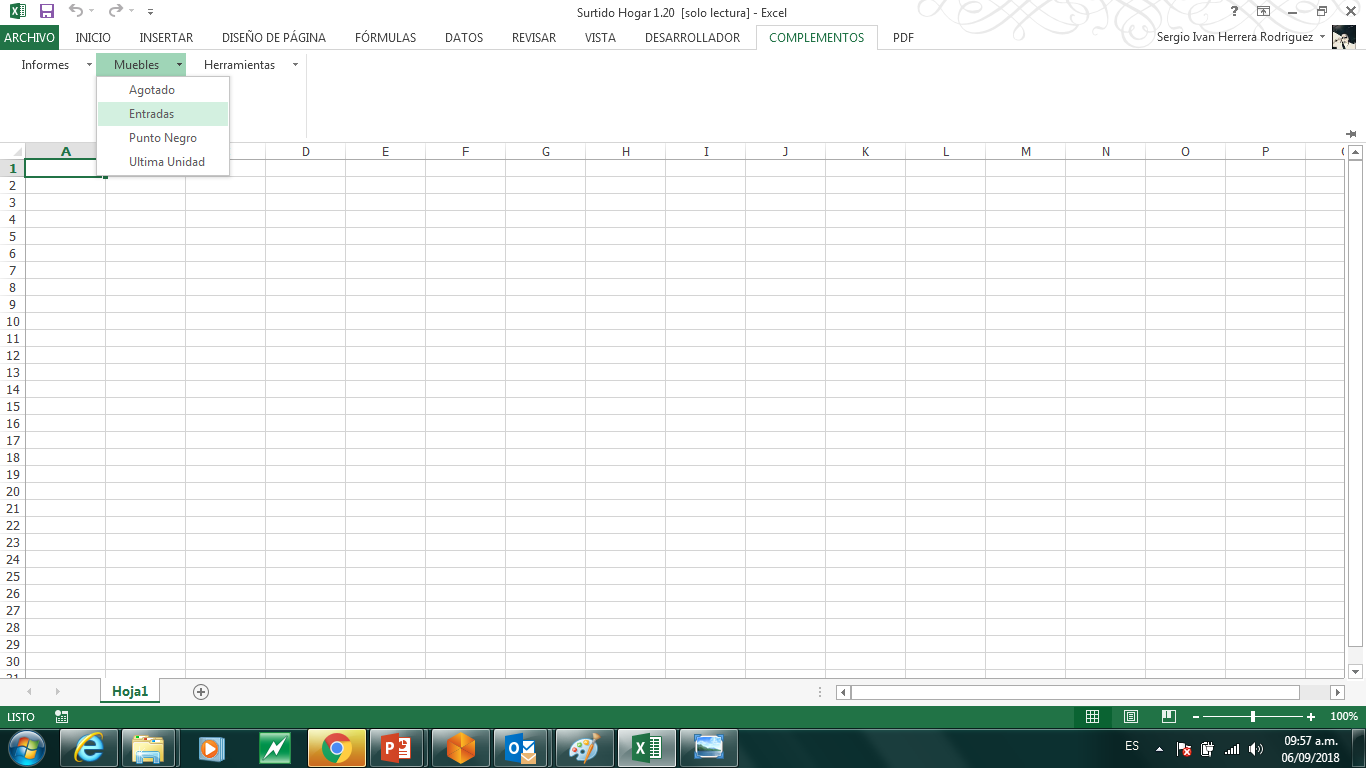 Surtido Hogar 1.20 [solo lectura] - Excel
ARCHIVO INICIO INSERTAR DISEÑO DE PÁGINA FÓRMULAS DATOS REVISAR VISTA DESARROLLADOR COMPLEMENTOS PDF Sergio Ivan Herrera Rodriguez
Informes Muebles Herramientas
Agotado
Entradas
Punto Negro
Ultima Unidad
A D E F G H I J K L M N O P
1
2
3
4
5
6
7
8
9
10
11
12
13
14
15
16
17
18
19
20
21
22
23
24
25
26
27
28
29
30
31
Hoja1
LISTO 100%
ES 09:57 a.m.
06/09/2018